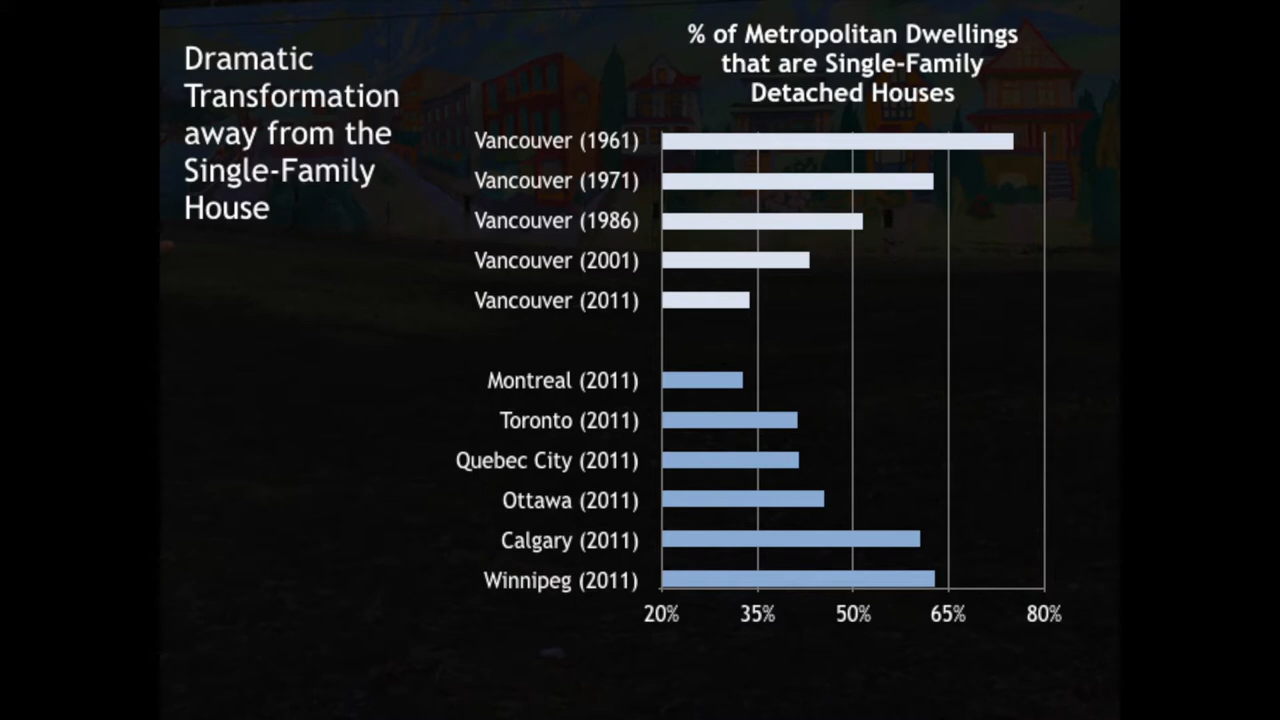 Dramatic
Transformation
away from the
Single-Family
House
% of Metropolitan Dwellings
that are Single-Family
Detached Houses
Vancouver (1961)
Vancouver (1971)
Vancouver (1986)
Vancouver (2001)
Vancouver (2011)
Montreal (2011)
Toronto (2011)
Quebec City (2011)
Ottawa (2011)
Calgary (2011)
Winnipeg (2011)
20% 35% 50% 65% 80%